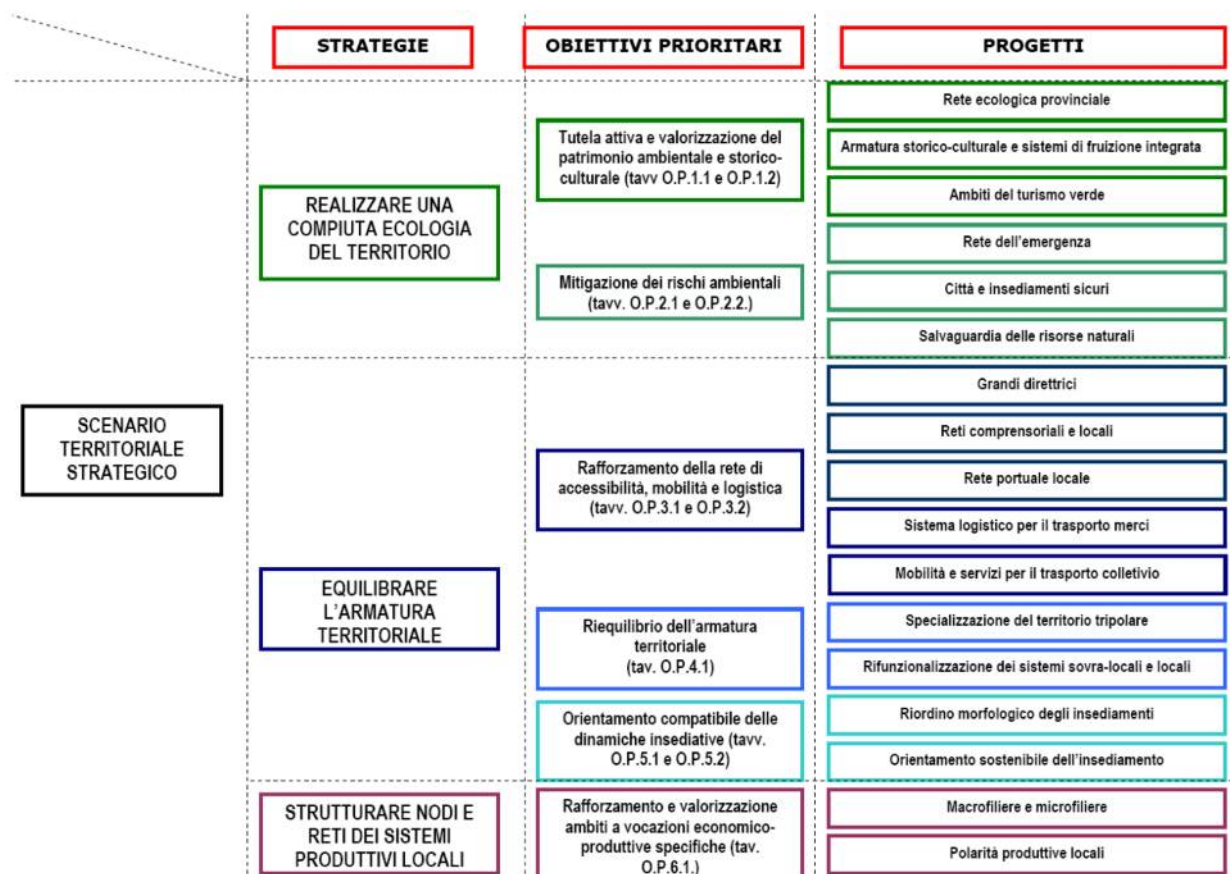 STRATEGIE
OBIETTIVI PRIORITARI
PROGETTI
SCENARIO
TERRITORIALE
STRATEGICO
REALIZZARE UNA
COMPIUTA ECOLOGIA
DEL TERRITORIO
Tutela attiva e valorizzazione del
patrimonio ambientale e storico-
culturale (tavv O.P.1.1 e O.P.1.2)
Rete ecologica provinciale
Armatura storico-culturale e sistemi di fruizione integrata
Ambiti del turismo verde
Mitigazione dei rischi ambientali
(tavv. O.P.2.1 e O.P.2.2.)
Rete dell'emergenza
Città e insediamenti sicuri
Salvaguardia delle risorse naturali
EQUILIBRARE
L'ARMATURA
TERRITORIALE
Rafforzamento della rete di
accessibilità, mobilità e logistica
(tavv. O.P.3.1 e O.P.3.2)
Grandi direttrici
Reti comprensoriali e locali
Rete portuale locale
Sistema logistico per il trasporto merci
Mobilità e servizi per il trasporto colletivio
Riequilibrio dell'armatura
territoriale
(tav. O.P.4.1)
Specializzazione del territorio tripolare
Rifunzionalizzazione dei sistemi sovra-locali e locali
Orientamento compatibile delle
dinamiche insediative (tavv.
O.P.5.1 e O.P.5.2)
Riordino morfologico degli insediamenti
Orientamento sostenibile dell'insediamento
STRUTTURARE NODI E
RETI DEI SISTEMI
PRODUTTIVI LOCALI
Rafforzamento e valorizzazione
ambiti a vocazioni economico-
produttive specifiche (tav.
O.P.6.1.)
Macrofiliere e microfiliere
Polarità produttive locali